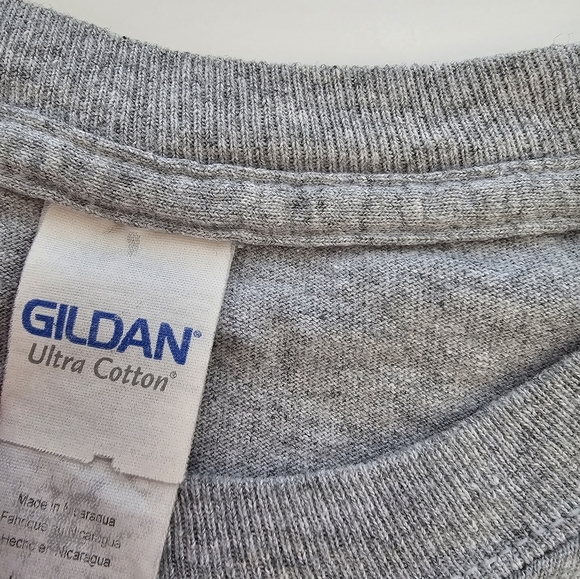 GILDAN®
Ultra Cotton®
Made in Nicaragua
Fabriqué au Nicaragua
Hecho en Nicaragua